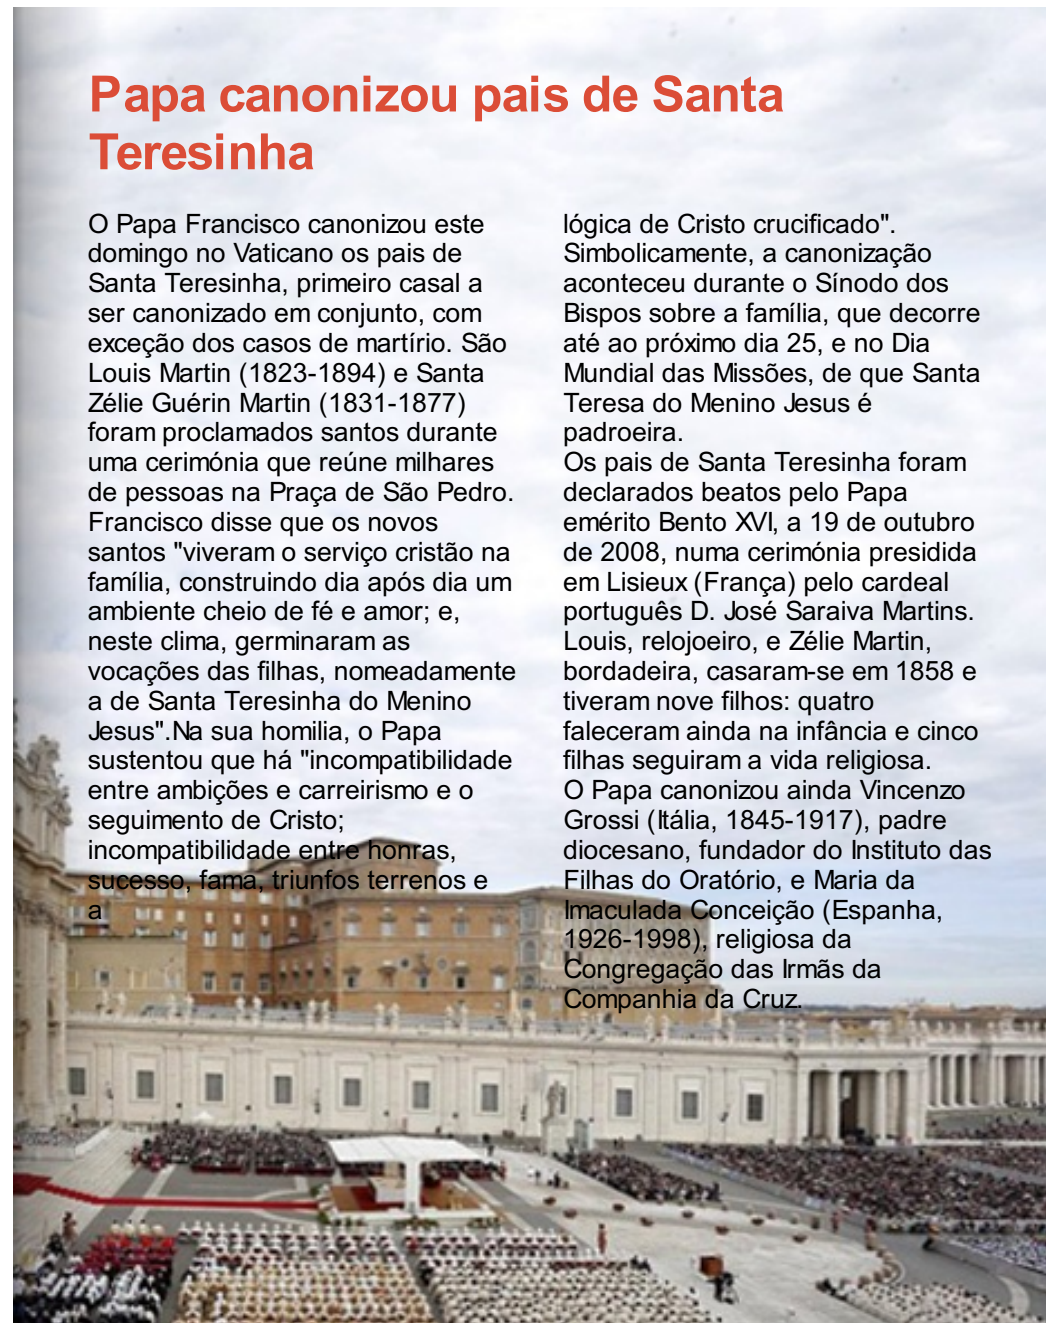 Papa canonizou pais de Santa
Teresinha
O Papa Francisco canonizou este
domingo no Vaticano os pais de
Santa Teresinha, primeiro casal a
ser canonizado em conjunto, com
exceção dos casos de martírio. São
Louis Martin (1823-1894) e Santa
Zélie Guérin Martin (1831-1877)
foram proclamados santos durante
uma cerimónia que reúne milhares
de pessoas na Praça de São Pedro.
Francisco disse que os novos
santos "viveram o serviço cristão na
família, construindo dia após dia um
ambiente cheio de fé e amor; e,
neste clima, germinaram as
vocações das filhas, nomeadamente
a de Santa Teresinha do Menino
Jesus".Na sua homilia, o Papa
sustentou que há "incompatibilidade
entre ambições e carreirismo e o
seguimento de Cristo;
incompatibilidade entre honras,
sucesso, fama, triunfos terrenos e
a
lógica de Cristo crucificado".
Simbolicamente, a canonização
aconteceu durante o Sínodo dos
Bispos sobre a família, que decorre
até ao próximo dia 25, e no Dia
Mundial das Missões, de que Santa
Teresa do Menino Jesus é
padroeira.
Os pais de Santa Teresinha foram
declarados beatos pelo Papa
emérito Bento XVI, a 19 de outubro
de 2008, numa cerimónia presidida
em Lisieux (França) pelo cardeal
português D. José Saraiva Martins.
Louis, relojoeiro, e Zélie Martin,
bordadeira, casaram-se em 1858 e
tiveram nove filhos: quatro
faleceram ainda na infância e cinco
filhas seguiram a vida religiosa.
O Papa canonizou ainda Vincenzo
Grossi (Itália, 1845-1917), padre
diocesano, fundador do Instituto das
Filhas do Oratório, e Maria da
Imaculada Conceição (Espanha,
1926-1998), religiosa da
Congregação das Irmãs da
Companhia da Cruz.